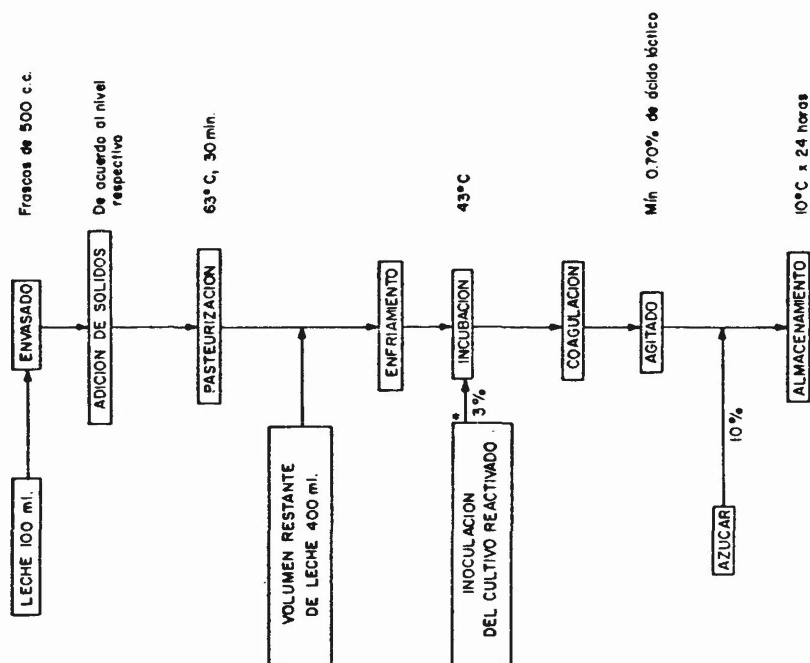 LECHE 100 ml.
ENVASADO
Frascos de 500 c.c.
ADICION DE SOLIDOS
De acuerdo al nivel
respectivo
PASTEURIZACION
63°C, 30 min.
VOLUMEN RESTANTE
DE LECHE 400 ml.
ENFRIAMIENTO
INOCULACION
DEL CULTIVO REACTIVADO
*
3%
INCUBACION
43°C
COAGULACION
AGITADO
Mín 0.70% de ácido láctico
AZUCAR
10%
ALMACENAMIENTO
10°C x 24 horas